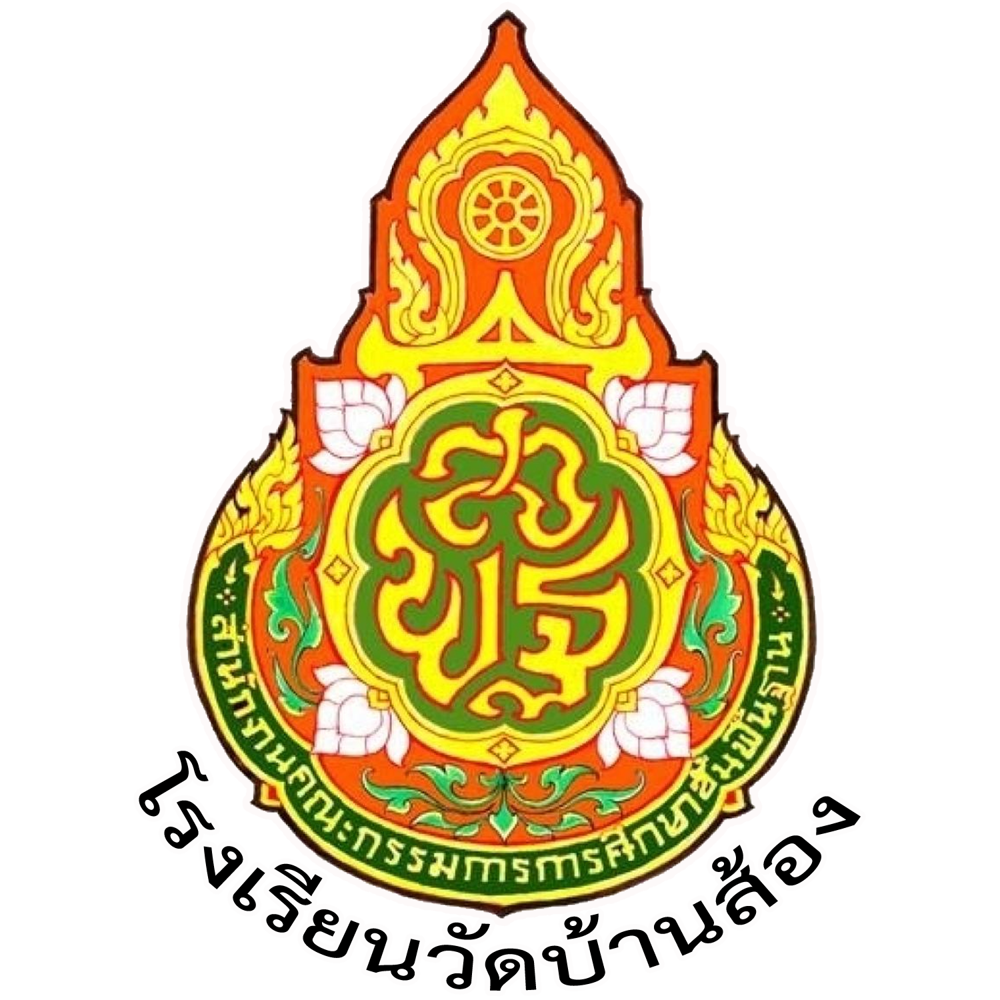 สำนักงานคณะกรรมการการศึกษาขั้นพื้นฐาน
โรงเรียนวัดบ้านส้อง